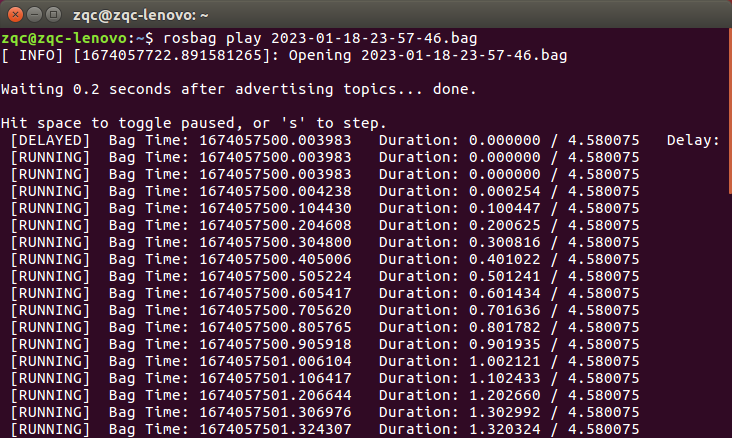 zqc@zqc-lenovo: ~
zqc@zqc-lenovo:~$ rosbag play 2023-01-18-23-57-46.bag
[ INFO] [1674057722.891581265]: Opening 2023-01-18-23-57-46.bag
Waiting 0.2 seconds after advertising topics... done.
Hit space to toggle paused, or 's' to step.
[DELAYED]  Bag Time: 1674057500.003983   Duration: 0.000000 / 4.580075   Delay:
[RUNNING]  Bag Time: 1674057500.003983   Duration: 0.000000 / 4.580075
[RUNNING]  Bag Time: 1674057500.003983   Duration: 0.000000 / 4.580075
[RUNNING]  Bag Time: 1674057500.004238   Duration: 0.000254 / 4.580075
[RUNNING]  Bag Time: 1674057500.104430   Duration: 0.100447 / 4.580075
[RUNNING]  Bag Time: 1674057500.204608   Duration: 0.200625 / 4.580075
[RUNNING]  Bag Time: 1674057500.304800   Duration: 0.300816 / 4.580075
[RUNNING]  Bag Time: 1674057500.405006   Duration: 0.401022 / 4.580075
[RUNNING]  Bag Time: 1674057500.505224   Duration: 0.501241 / 4.580075
[RUNNING]  Bag Time: 1674057500.605417   Duration: 0.601434 / 4.580075
[RUNNING]  Bag Time: 1674057500.705620   Duration: 0.701636 / 4.580075
[RUNNING]  Bag Time: 1674057500.805765   Duration: 0.801782 / 4.580075
[RUNNING]  Bag Time: 1674057500.905918   Duration: 0.901935 / 4.580075
[RUNNING]  Bag Time: 1674057501.006104   Duration: 1.002121 / 4.580075
[RUNNING]  Bag Time: 1674057501.106417   Duration: 1.102433 / 4.580075
[RUNNING]  Bag Time: 1674057501.206644   Duration: 1.202660 / 4.580075
[RUNNING]  Bag Time: 1674057501.306976   Duration: 1.302992 / 4.580075
[RUNNING]  Bag Time: 1674057501.324307   Duration: 1.320324 / 4.580075